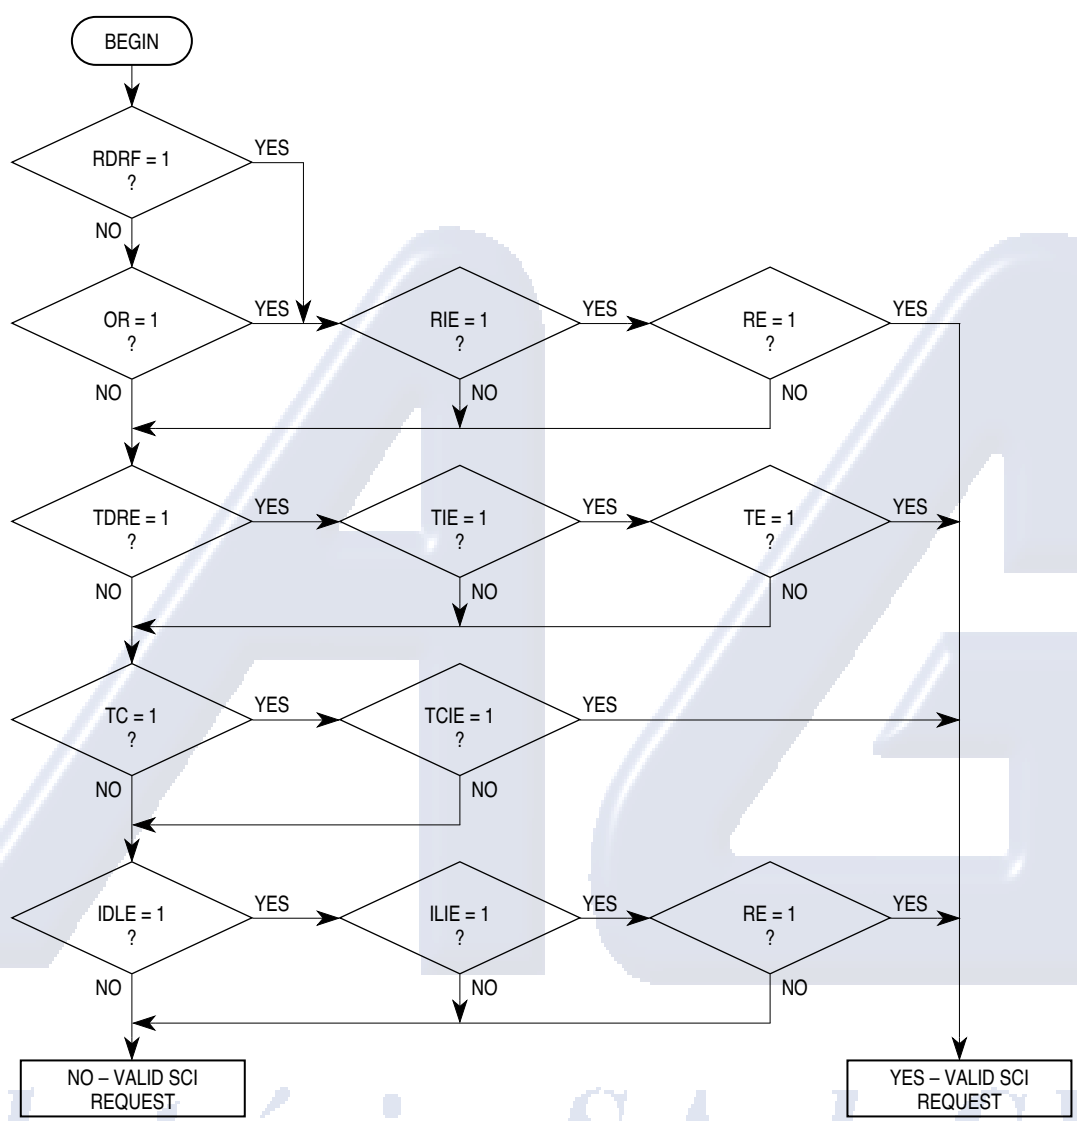 BEGIN
RDRF = 1
?
YES
NO
OR = 1
?
YES
RIE = 1
?
YES
RE = 1
?
YES
NO
NO
NO
TDRE = 1
?
YES
TIE = 1
?
YES
TE = 1
?
YES
NO
NO
NO
TC = 1
?
YES
TCIE = 1
?
YES
NO
NO
IDLE = 1
?
YES
ILIE = 1
?
YES
RE = 1
?
YES
NO
NO
NO
NO – VALID SCI
REQUEST
YES – VALID SCI
REQUEST